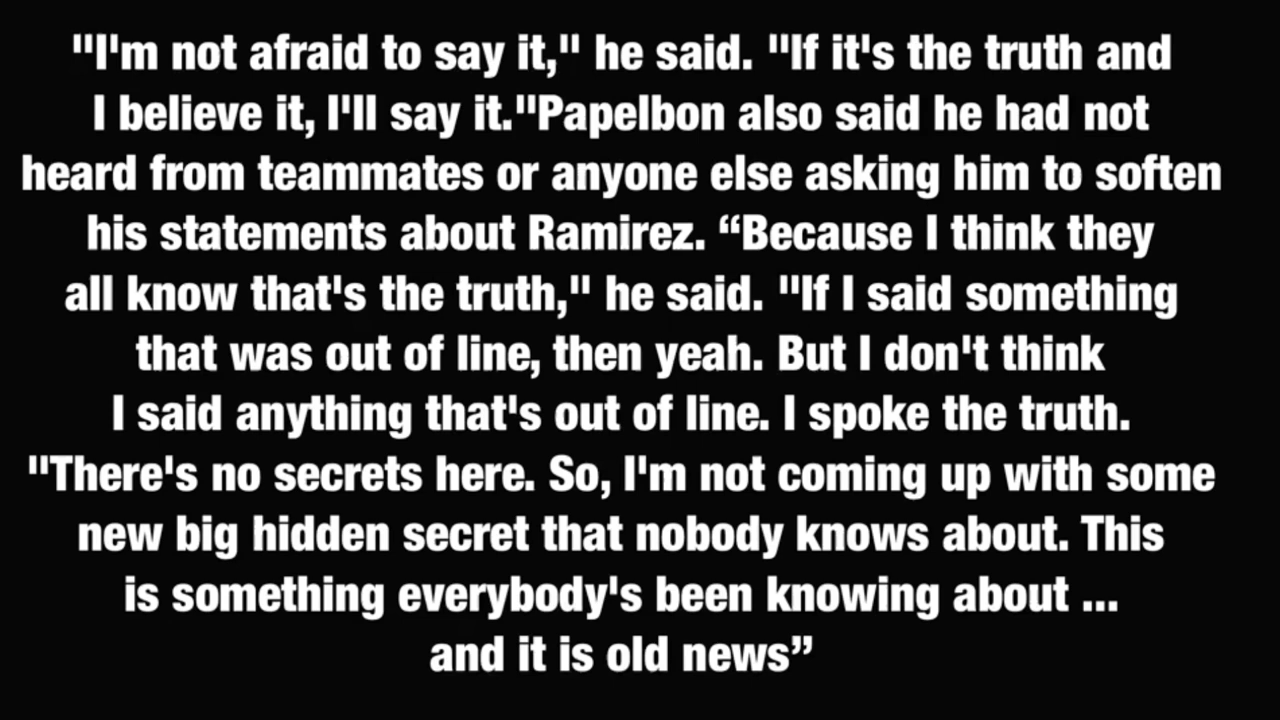 "I'm not afraid to say it," he said. "If it's the truth and
I believe it, I'll say it."Papelbon also said he had not
heard from teammates or anyone else asking him to soften
his statements about Ramirez. “Because I think they
all know that's the truth," he said. "If I said something
that was out of line, then yeah. But I don't think
I said anything that's out of line. I spoke the truth.
"There's no secrets here. So, I'm not coming up with some
new big hidden secret that nobody knows about. This
is something everybody's been knowing about ...
and it is old news”